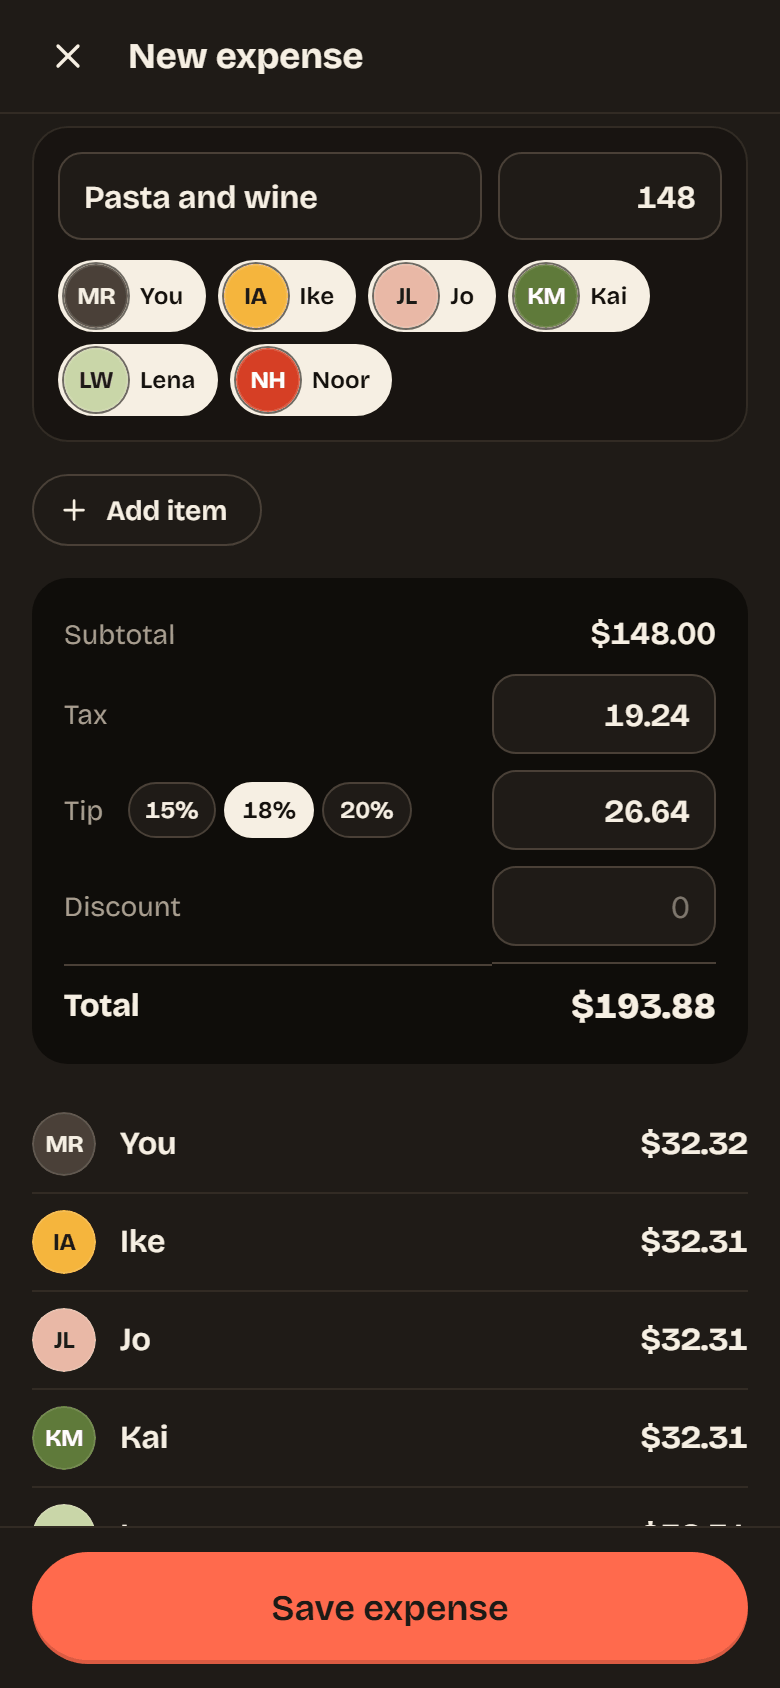 New expense
Pasta and wine 148
MR You IA Ike JL Jo KM Kai
LW Lena NH Noor
Add item
Subtotal $148.00
Tax 19.24
Tip 15% 18% 20% 26.64
Discount 0
Total $193.88
MR You $32.32
IA Ike $32.31
JL Jo $32.31
KM Kai $32.31
Save expense